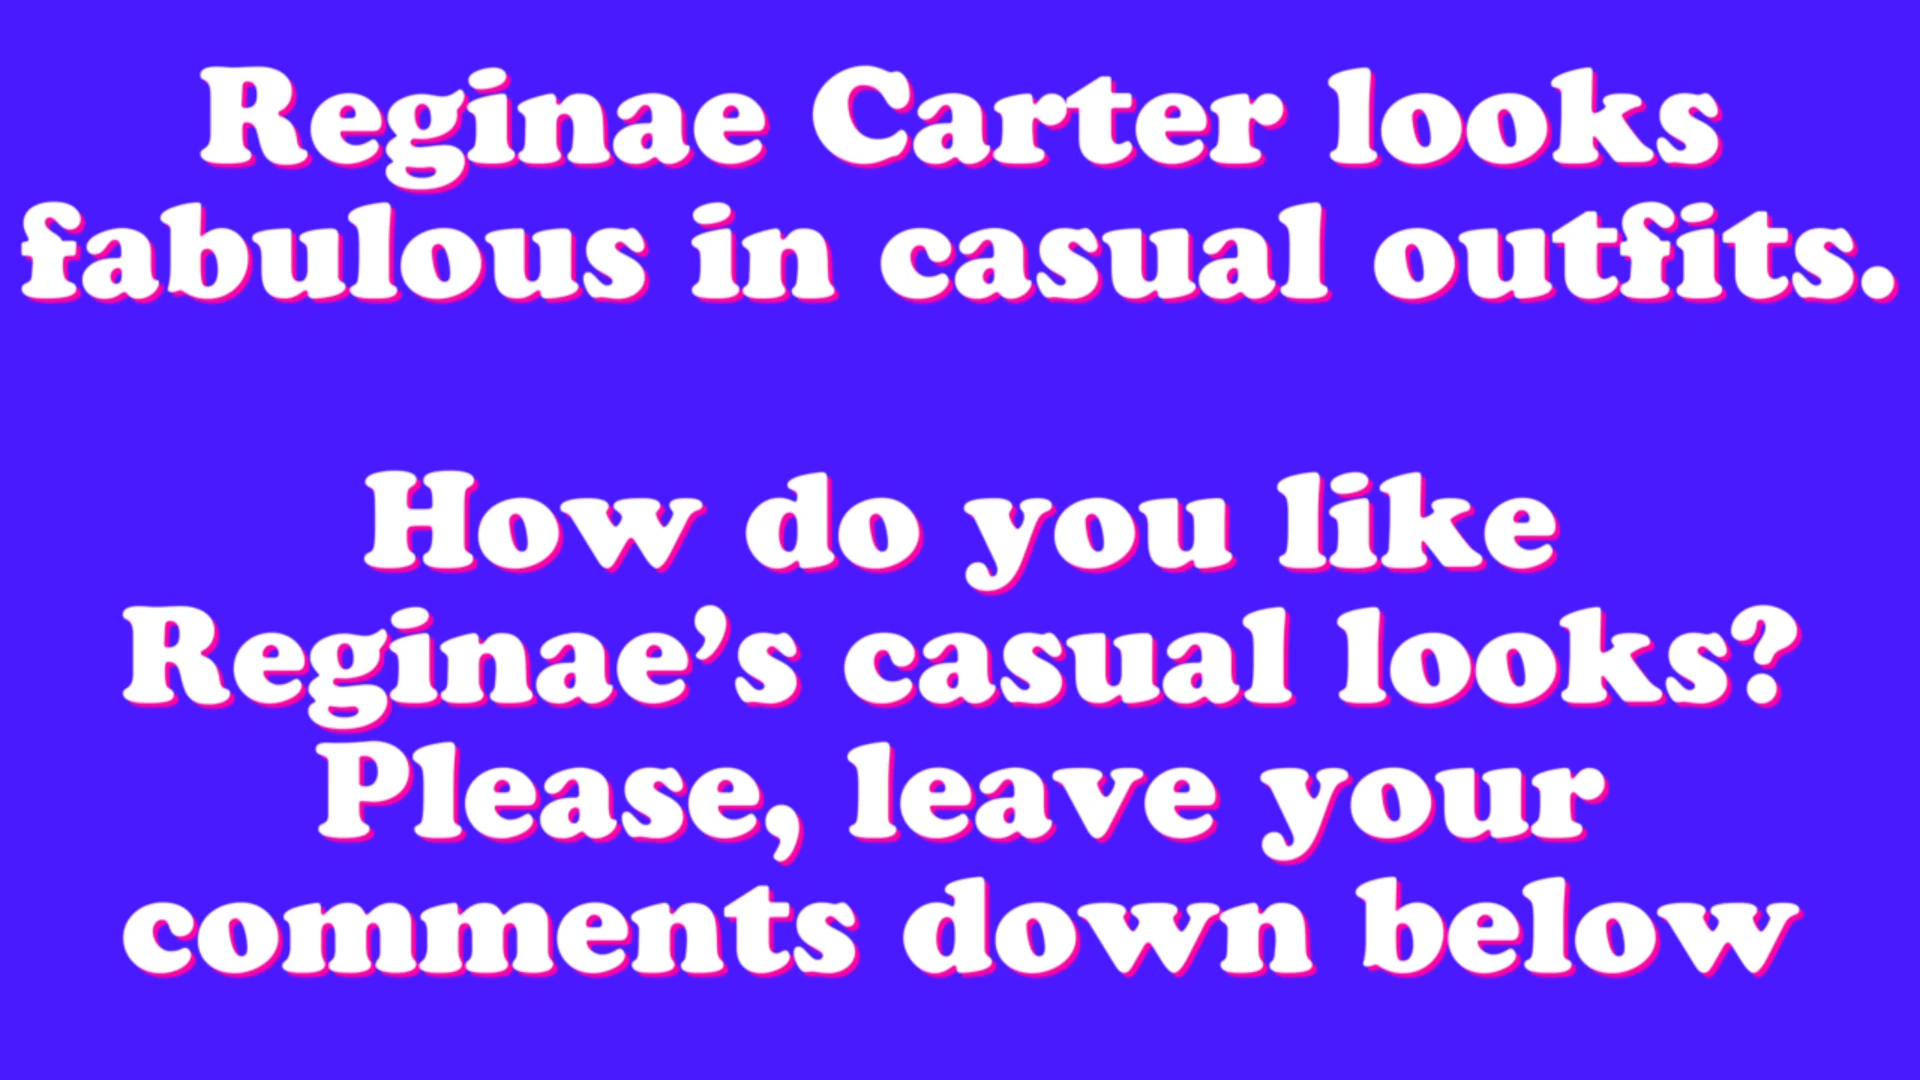 Reginae Carter looks
fabulous in casual outfits.
How do you like
Reginae’s casual looks?
Please, leave your
comments down below